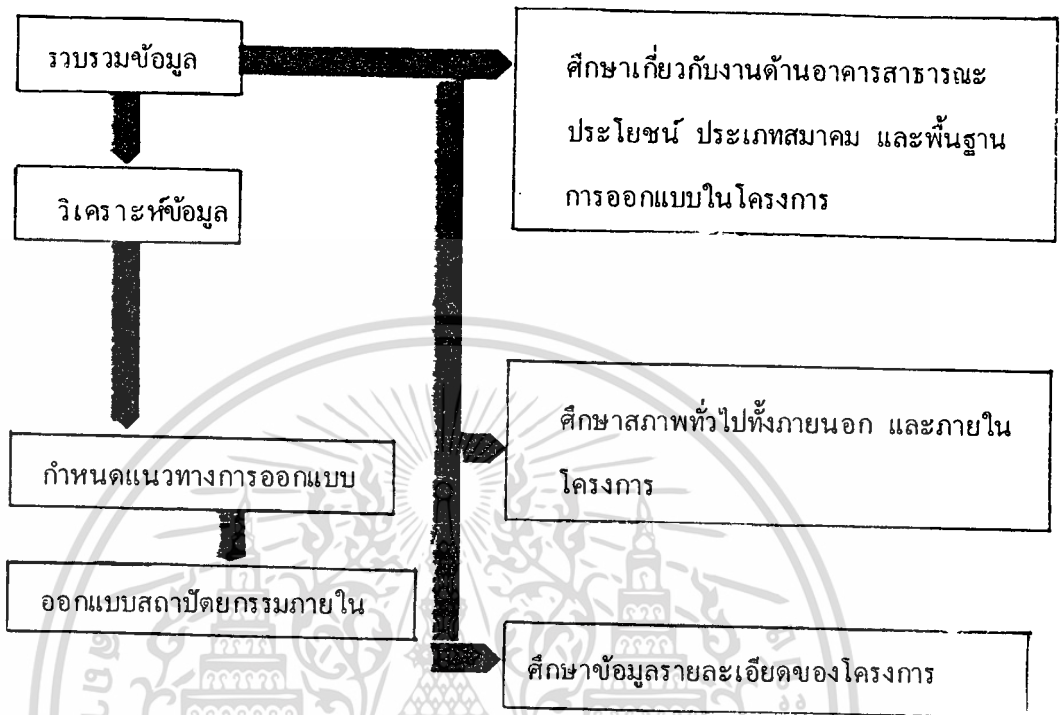 รวบรวมข้อมูล
ศึกษาเกี่ยวกับงานด้านอาคารสาธารณะ
ประโยชน์ ประเภทสมาคม และพื้นฐาน
การออกแบบในโครงการ
วิเคราะห์ข้อมูล
ศึกษาสภาพทั่วไปทั้งภายนอก และภายใน
โครงการ
กำหนดแนวทางการออกแบบ
ออกแบบสถาปัตยกรรมภายใน
ศึกษาข้อมูลรายละเอียดของโครงการ